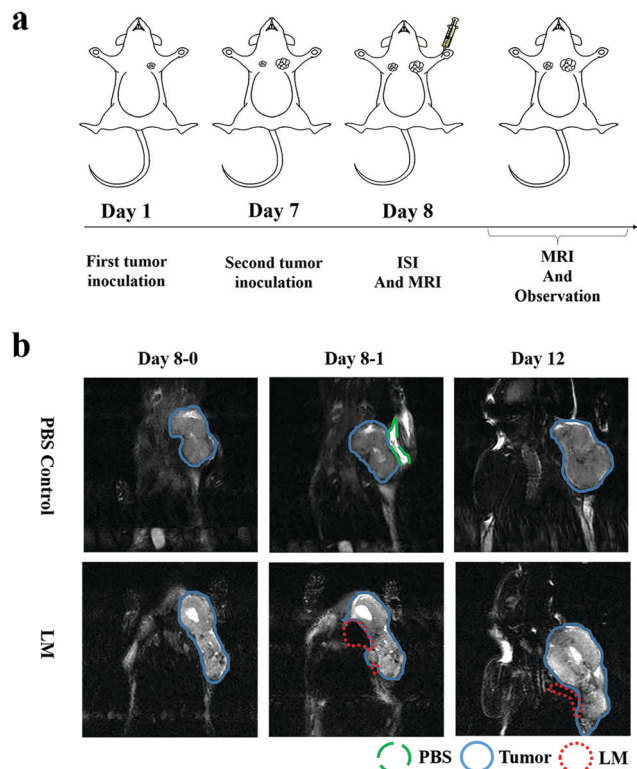 a
Day 1
Day 7
Day 8
First tumor
inoculation
Second tumor
inoculation
ISI
And MRI
MRI
And
Observation
b
Day 8-0
Day 8-1
Day 12
PBS Control
LM
PBS
Tumor
LM